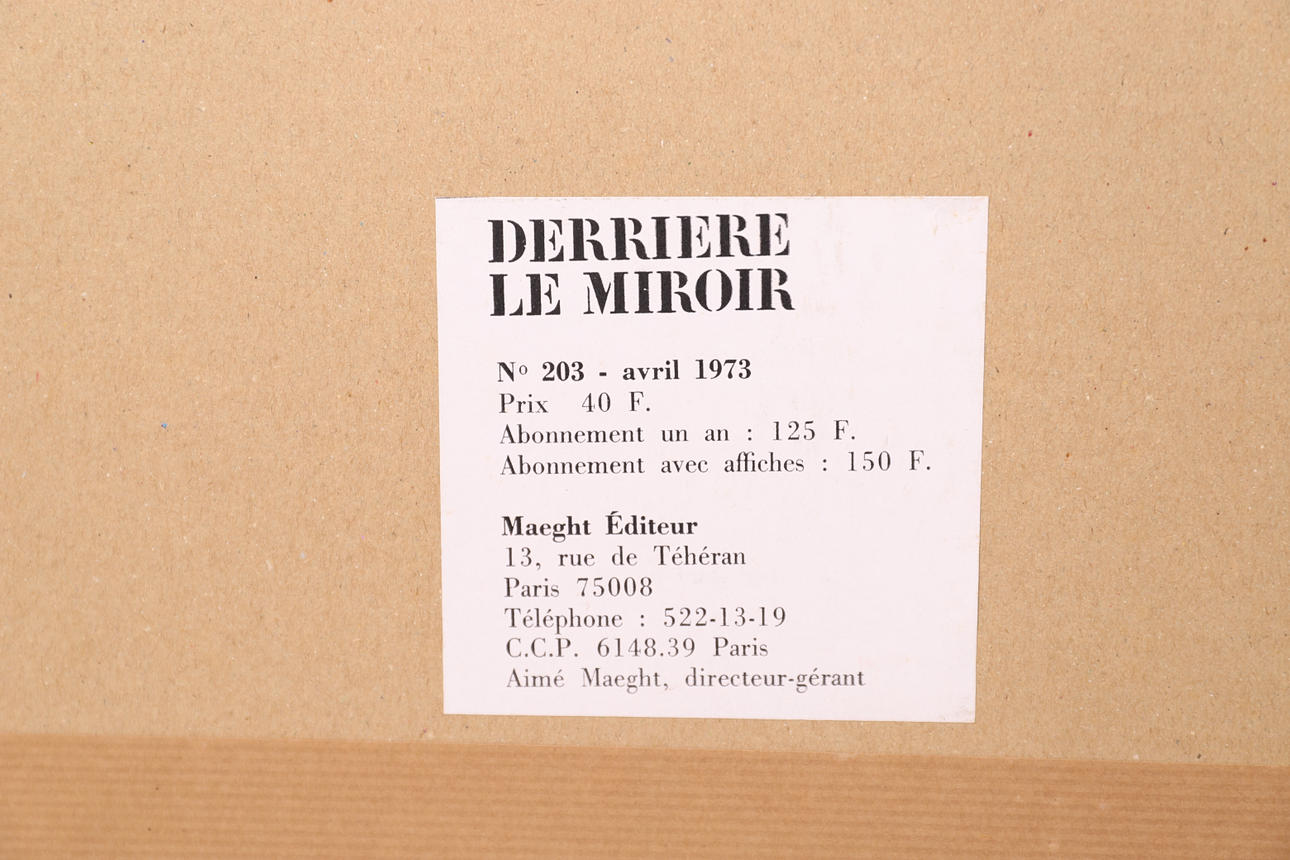 DERRIERE
LE MIROIR
Nº 203 - avril 1973
Prix 40 F.
Abonnement un an : 125 F.
Abonnement avec affiches : 150 F.
Maeght Éditeur
13, rue de Téhéran
Paris 75008
Téléphone : 522-13-19
C.C.P. 6148.39 Paris
Aimé Maeght, directeur-gérant